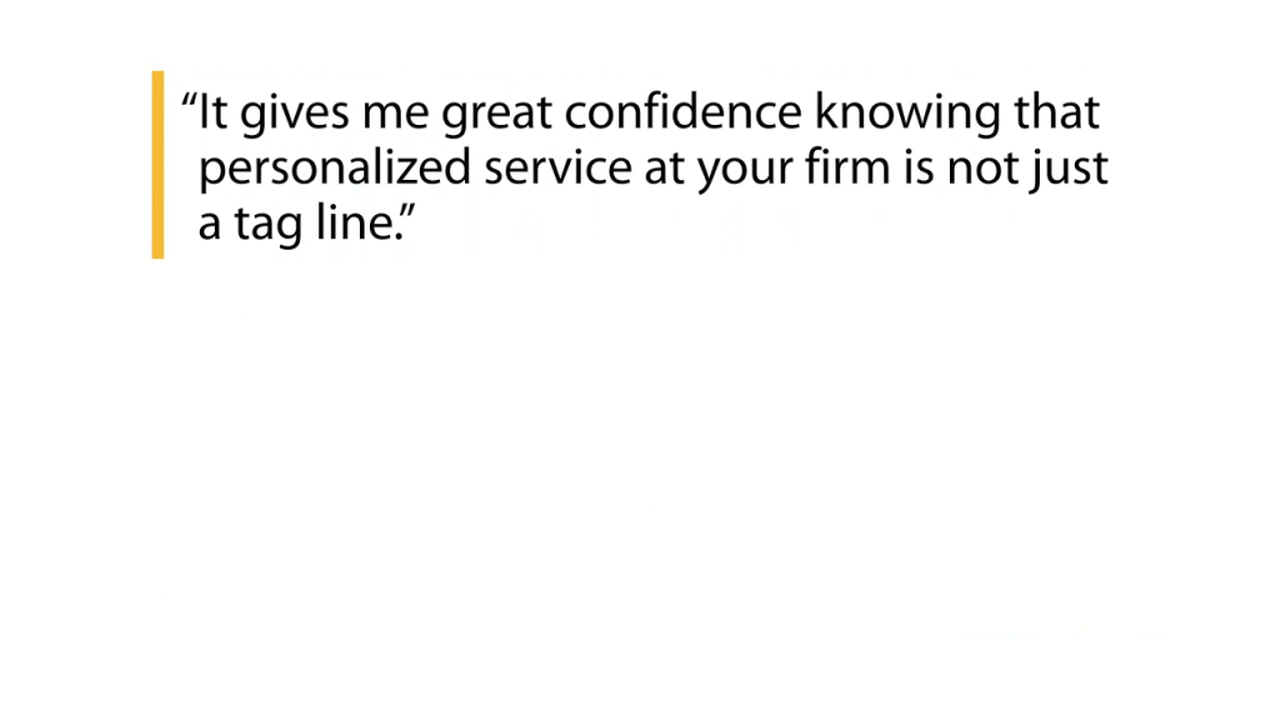 “It gives me great confidence knowing that
personalized service at your firm is not just
a tag line.”